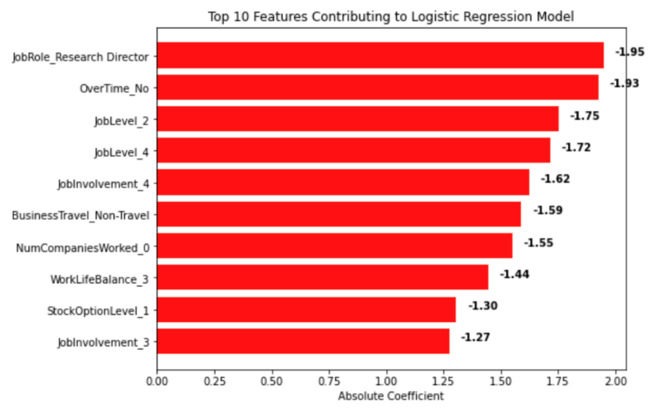 Top 10 Features Contributing to Logistic Regression Model
JobRole_Research Director -1.95
OverTime_No -1.93
JobLevel_2 -1.75
JobLevel_4 -1.72
JobInvolvement_4 -1.62
BusinessTravel_Non-Travel -1.59
NumCompaniesWorked_0 -1.55
WorkLifeBalance_3 -1.44
StockOptionLevel_1 -1.30
JobInvolvement_3 -1.27
0.00 0.25 0.50 0.75 1.00 1.25 1.50 1.75 2.00
Absolute Coefficient